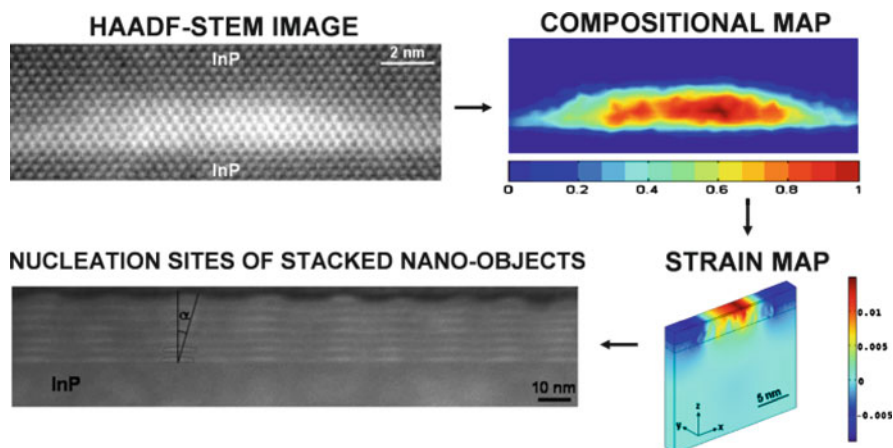 HAADF-STEM IMAGE
InP
2 nm
InP
COMPOSITIONAL MAP
0 0.2 0.4 0.6 0.8 1
NUCLEATION SITES OF STACKED NANO-OBJECTS
α
InP
10 nm
STRAIN MAP
0.01
0.005
0
-0.005
5 nm
z
y x